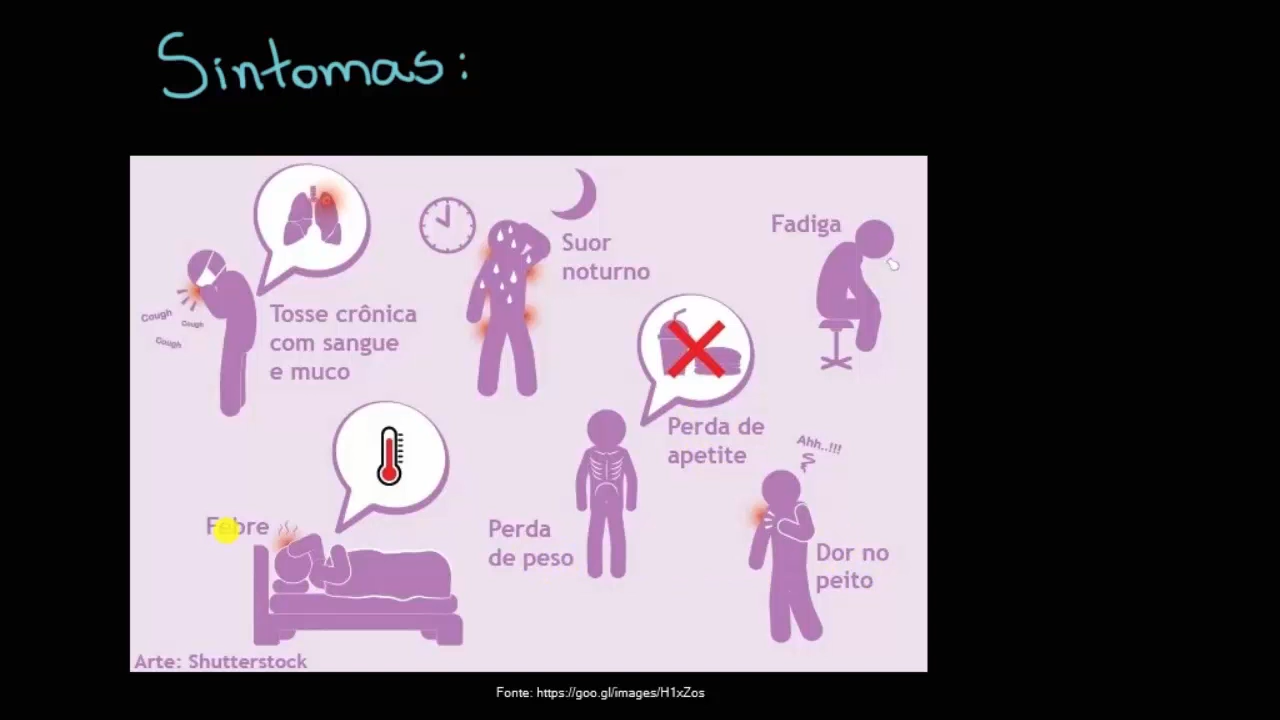 Sintomas:
Fadiga
Suor
noturno
Tosse crônica
com sangue
e muco
Cough
Cough
Cough
Perda de
apetite
Ahh..!!!
Febre
Perda
de peso
Dor no
peito
Arte: Shutterstock
Fonte: https://goo.gl/images/H1xZos